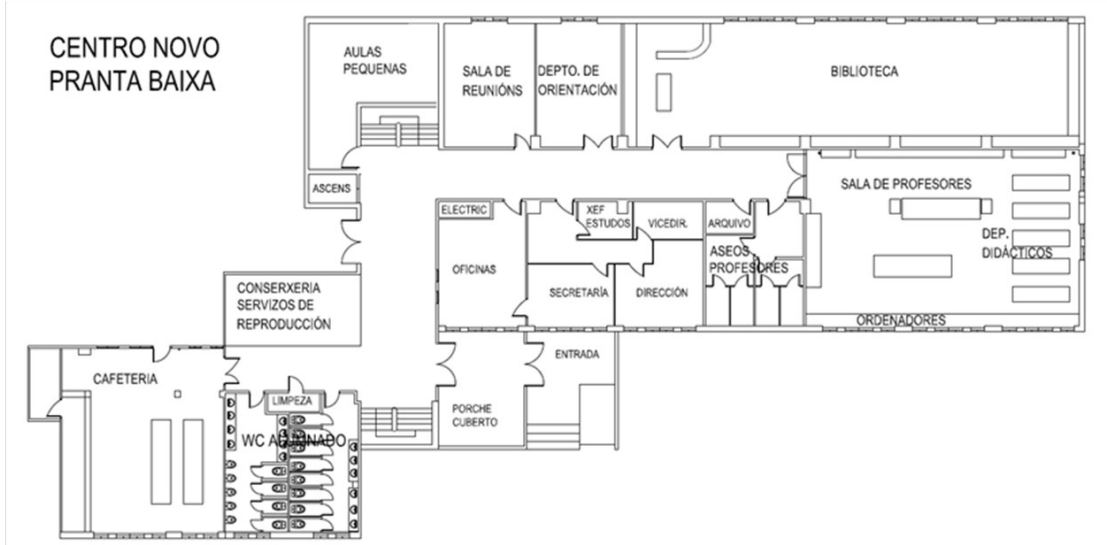 CENTRO NOVO
PRANTA BAIXA
AULAS
PEQUENAS
SALA DE
REUNIÓNS
DEPTO. DE
ORIENTACIÓN
BIBLIOTECA
ASCENS
SALA DE PROFESORES
ELECTRIC
XEF
ESTUDOS
VICEDIR.
ARQUIVO
DEP.
DIDÁCTICOS
ASEOS
PROFESORES
OFICINAS
SECRETARÍA
DIRECCIÓN
CONSERXERIA
SERVIZOS DE
REPRODUCCIÓN
ORDENADORES
ENTRADA
CAFETERIA
LIMPEZA
PORCHE
CUBERTO
WC ALUMNADO